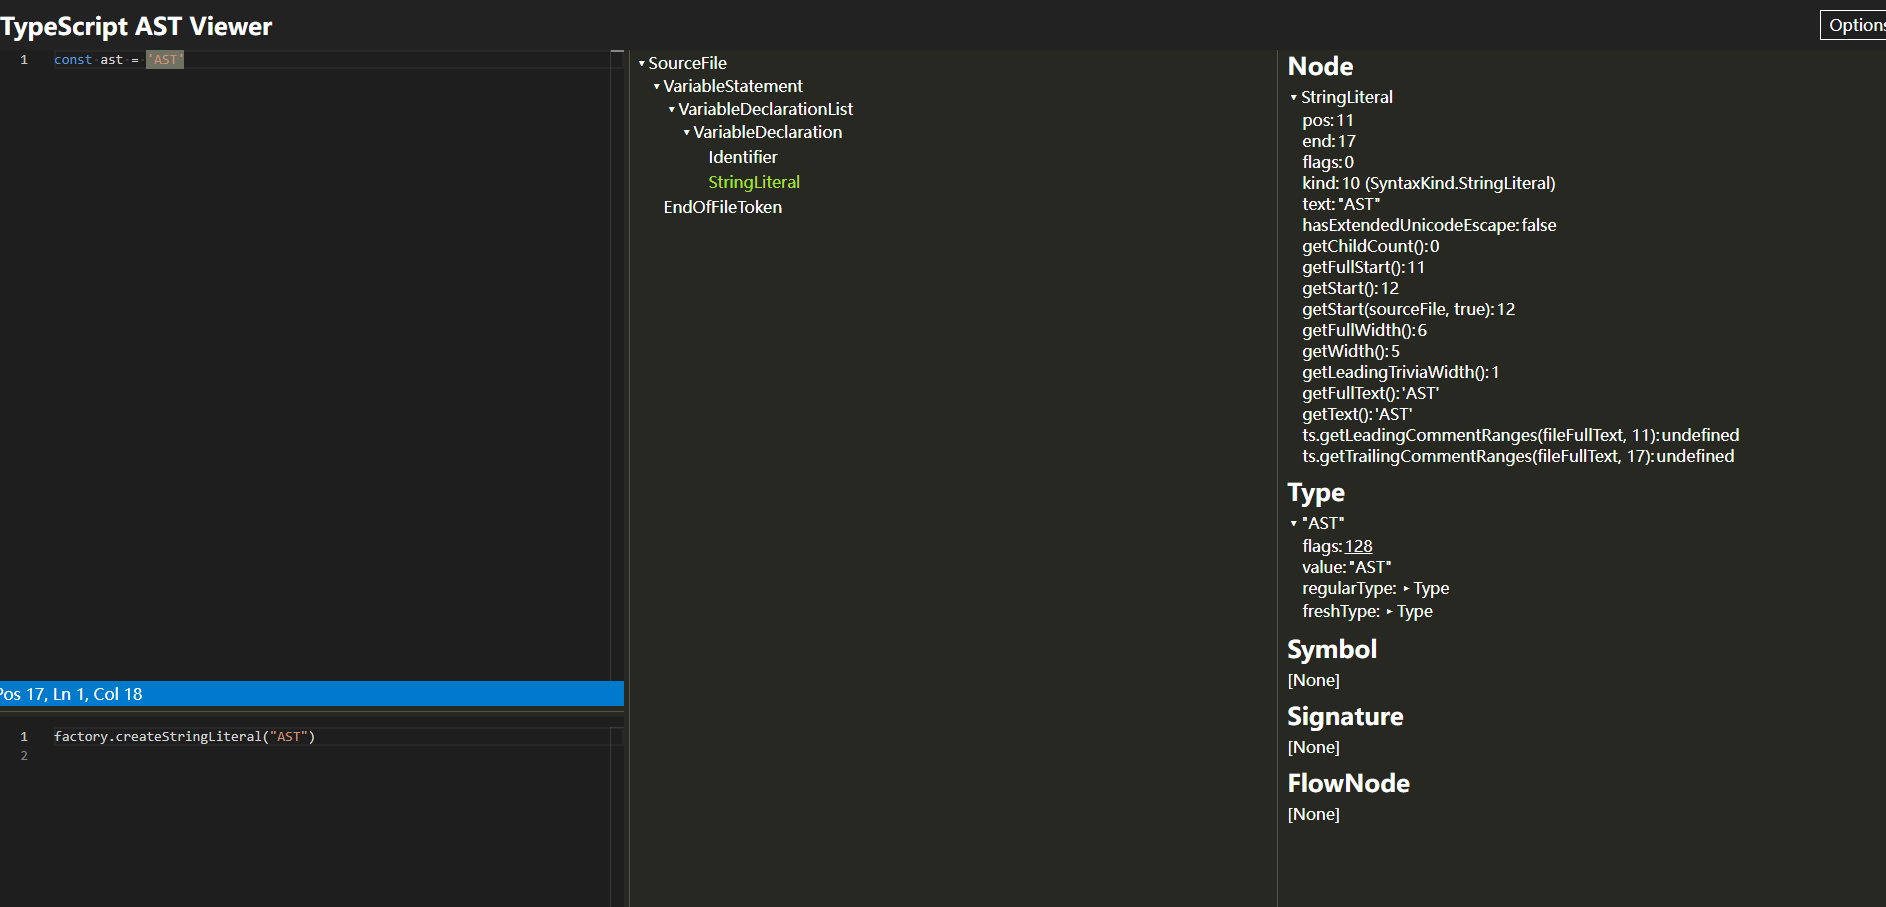 TypeScript AST Viewer
Options
1 const ast = 'AST'
Pos 17, Ln 1, Col 18
1 factory.createStringLiteral("AST")
2
SourceFile
VariableStatement
VariableDeclarationList
VariableDeclaration
Identifier
StringLiteral
EndOfFileToken
Node
StringLiteral
pos: 11
end: 17
flags: 0
kind: 10 (SyntaxKind.StringLiteral)
text: "AST"
hasExtendedUnicodeEscape: false
getChildCount(): 0
getFullStart(): 11
getStart(): 12
getStart(sourceFile, true): 12
getFullWidth(): 6
getWidth(): 5
getLeadingTriviaWidth(): 1
getFullText(): 'AST'
getText(): 'AST'
ts.getLeadingCommentRanges(fileFullText, 11): undefined
ts.getTrailingCommentRanges(fileFullText, 17): undefined
Type
"AST"
flags: 128
value: "AST"
regularType: Type
freshType: Type
Symbol
[None]
Signature
[None]
FlowNode
[None]